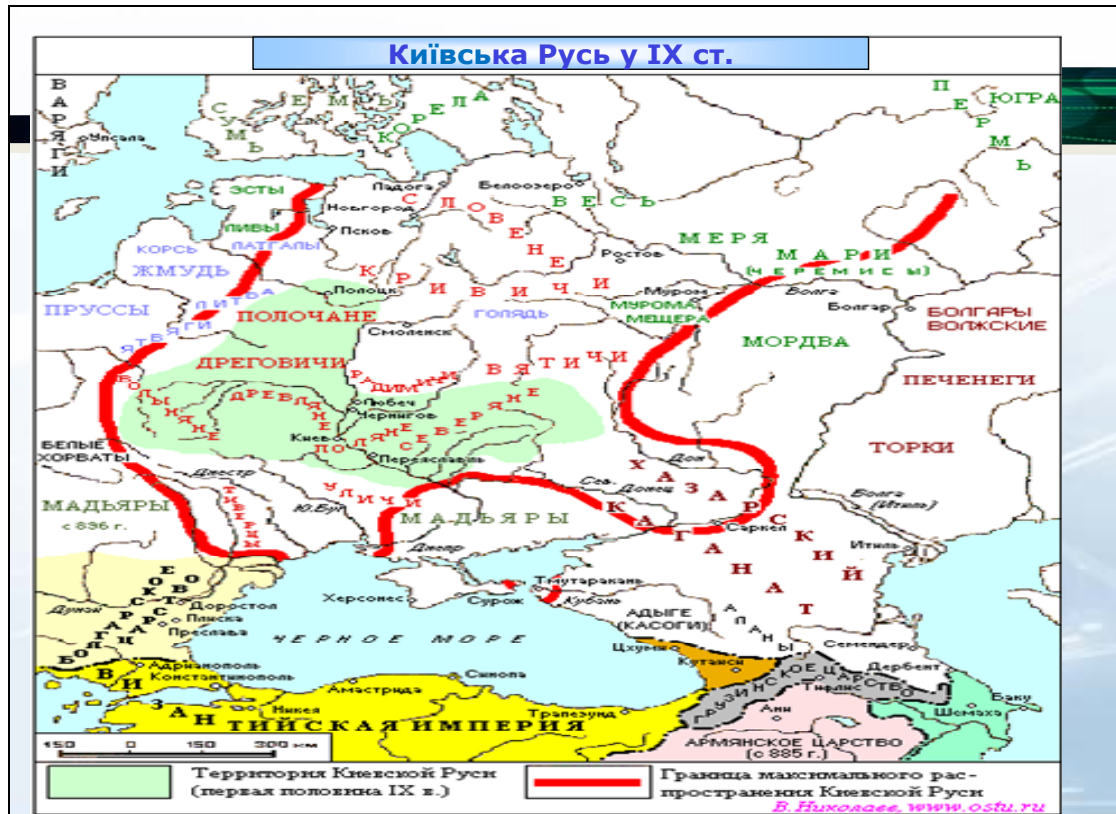 Київська Русь у IX ст.
ВАРЯГИ
Упсала
СУМЬ
ЕМЬ
КОРЕЛА
ПЕРМЬ
ЮГРА
ЭСТЫ
Ладога
Белоозеро
ВЕСЬ
Новгород
СЛОВЕНЕ
ЛИВЫ
Псков
КОРСЬ
ЛАТГАЛЫ
МЕРЯ
Ростов
МАРИ
(ЧЕРЕМИСЫ)
ЖМУДЬ
КРИВИЧИ
Полоцк
ЛИТВА
Муром
Волга
Болгар
ПРУССЫ
ПОЛОЧАНЕ
ГОЛЯДЬ
МУРОМА
МЕЩЕРА
БОЛГАРЫ
ВОЛЖСКИЕ
Смоленск
ЯТВЯГИ
МОРДВА
ДРЕГОВИЧИ
РАДИМИЧИ
ВЯТИЧИ
ПЕЧЕНЕГИ
ВОЛЫНЯНЕ
ДРЕВЛЯНЕ
Любеч
Чернигов
СЕВЕРЯНЕ
Киев
ПОЛЯНЕ
Переяславль
БЕЛЫЕ
ХОРВАТЫ
ТОРКИ
Днестр
Дон
Сев.
Донец
ХАЗАРСКИЙ
КАГАНАТ
МАДЬЯРЫ
с 896 г.
ТИВЕРЦЫ
УЛИЧИ
Ю.Буг
МАДЬЯРЫ
Волга
(Итиль)
Саркел
Днепр
Итиль
Тмутаракань
Херсонес
Сурож
Кубань
АДЫГЕ
(КАСОГИ)
АЛАНЫ
Дунай
БОЛГАРСКОЕ
ЦАРСТВО
Доростол
Плиска
Преслава
ЧЕРНОЕ МОРЕ
Цхуми
Кутаиси
Семендер
Дербент
Адрианополь
Константинополь
Синопа
Амастрида
ГРУЗИНСКОЕ ЦАРСТВО
Тифлис
Баку
Никея
Трапезунд
Шемаха
ВИЗАНТИЙСКАЯ ИМПЕРИЯ
Ани
АРМЯНСКОЕ ЦАРСТВО
(с 885 г.)
150 0 150 300 км
Территория Киевской Руси
(первая половина IX в.)
Граница максимального рас-
пространения Киевской Руси
В. Николаев, www.ostu.ru